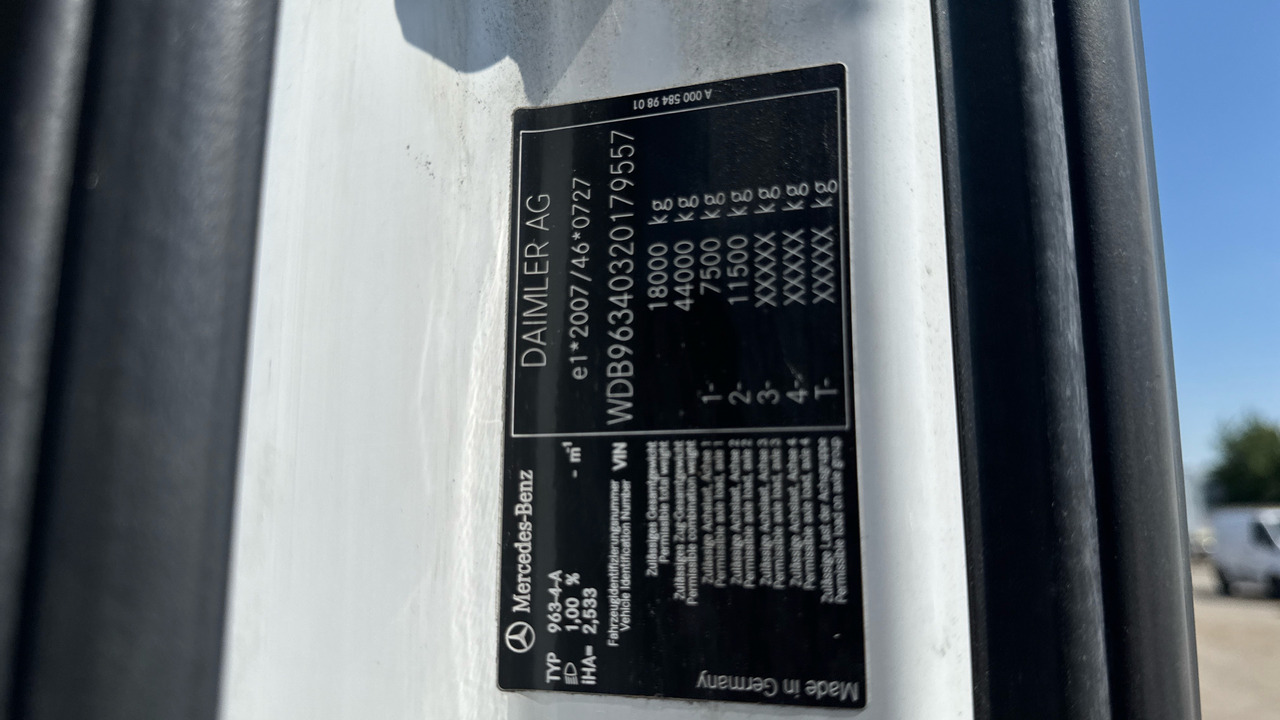 Mercedes-Benz
TYP 963-4-A
ED 1,00 %
IHA= 2,533
- m⁻¹
DAIMLER AG
e1*2007/46*0727
Fahrzeugidentifizierungsnummer
Vehicle Identification Number
VIN
WDB9634032O179557
Zulässiges Gesamtgewicht
Permissible total weight
18000 kg
Zulässiges Zug-Gesamtgewicht
Permissible combination weight
44000 kg
Zulässige Achslast, Achse 1
Permissible axle load, axle 1
1- 7500 kg
Zulässige Achslast, Achse 2
Permissible axle load, axle 2
2- 11500 kg
Zulässige Achslast, Achse 3
Permissible axle load, axle 3
3- XXXXX kg
Zulässige Achslast, Achse 4
Permissible axle load, axle 4
4- XXXXX kg
Zulässige Last der Achsgruppe
Permissible load on axle group
T- XXXXX kg
Made in Germany
A 000 584 98 01